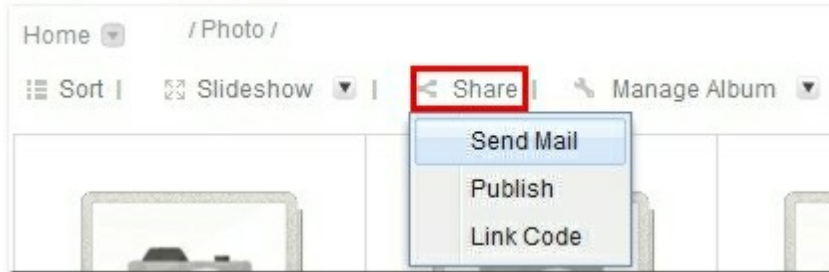 Home / Photo /
Sort | Slideshow | Share | Manage Album
Send Mail
Publish
Link Code